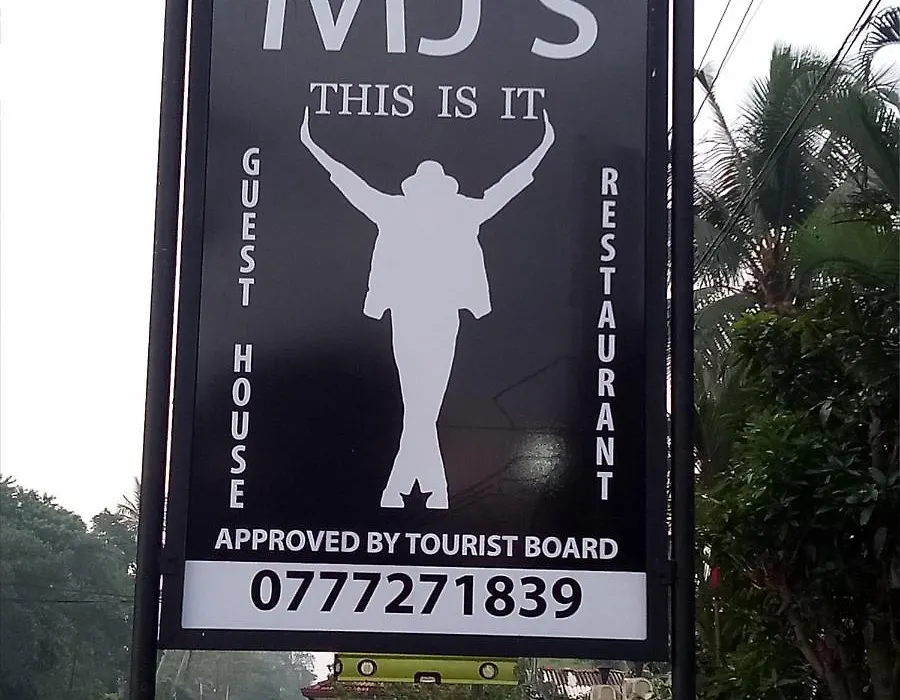 MJ'S
THIS IS IT
GUEST HOUSE
RESTAURANT
APPROVED BY TOURIST BOARD
0777271839